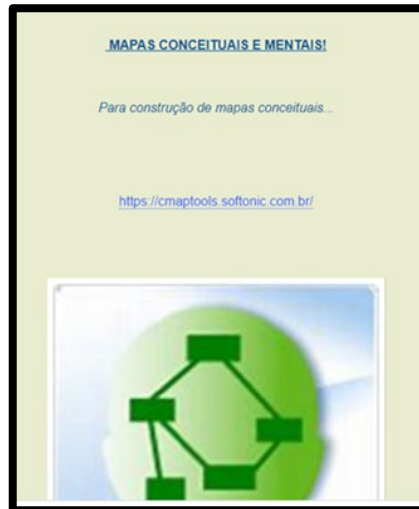 MAPAS CONCEITUAIS E MENTAIS!
Para construção de mapas conceituais...
https://cmaptools.softonic.com.br/